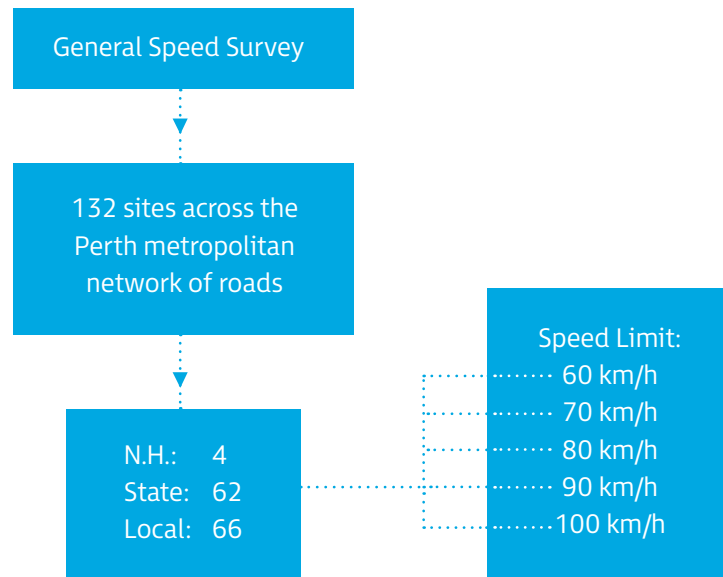 General Speed Survey
132 sites across the
Perth metropolitan
network of roads
N.H.: 4
State: 62
Local: 66
Speed Limit:
60 km/h
70 km/h
80 km/h
90 km/h
100 km/h